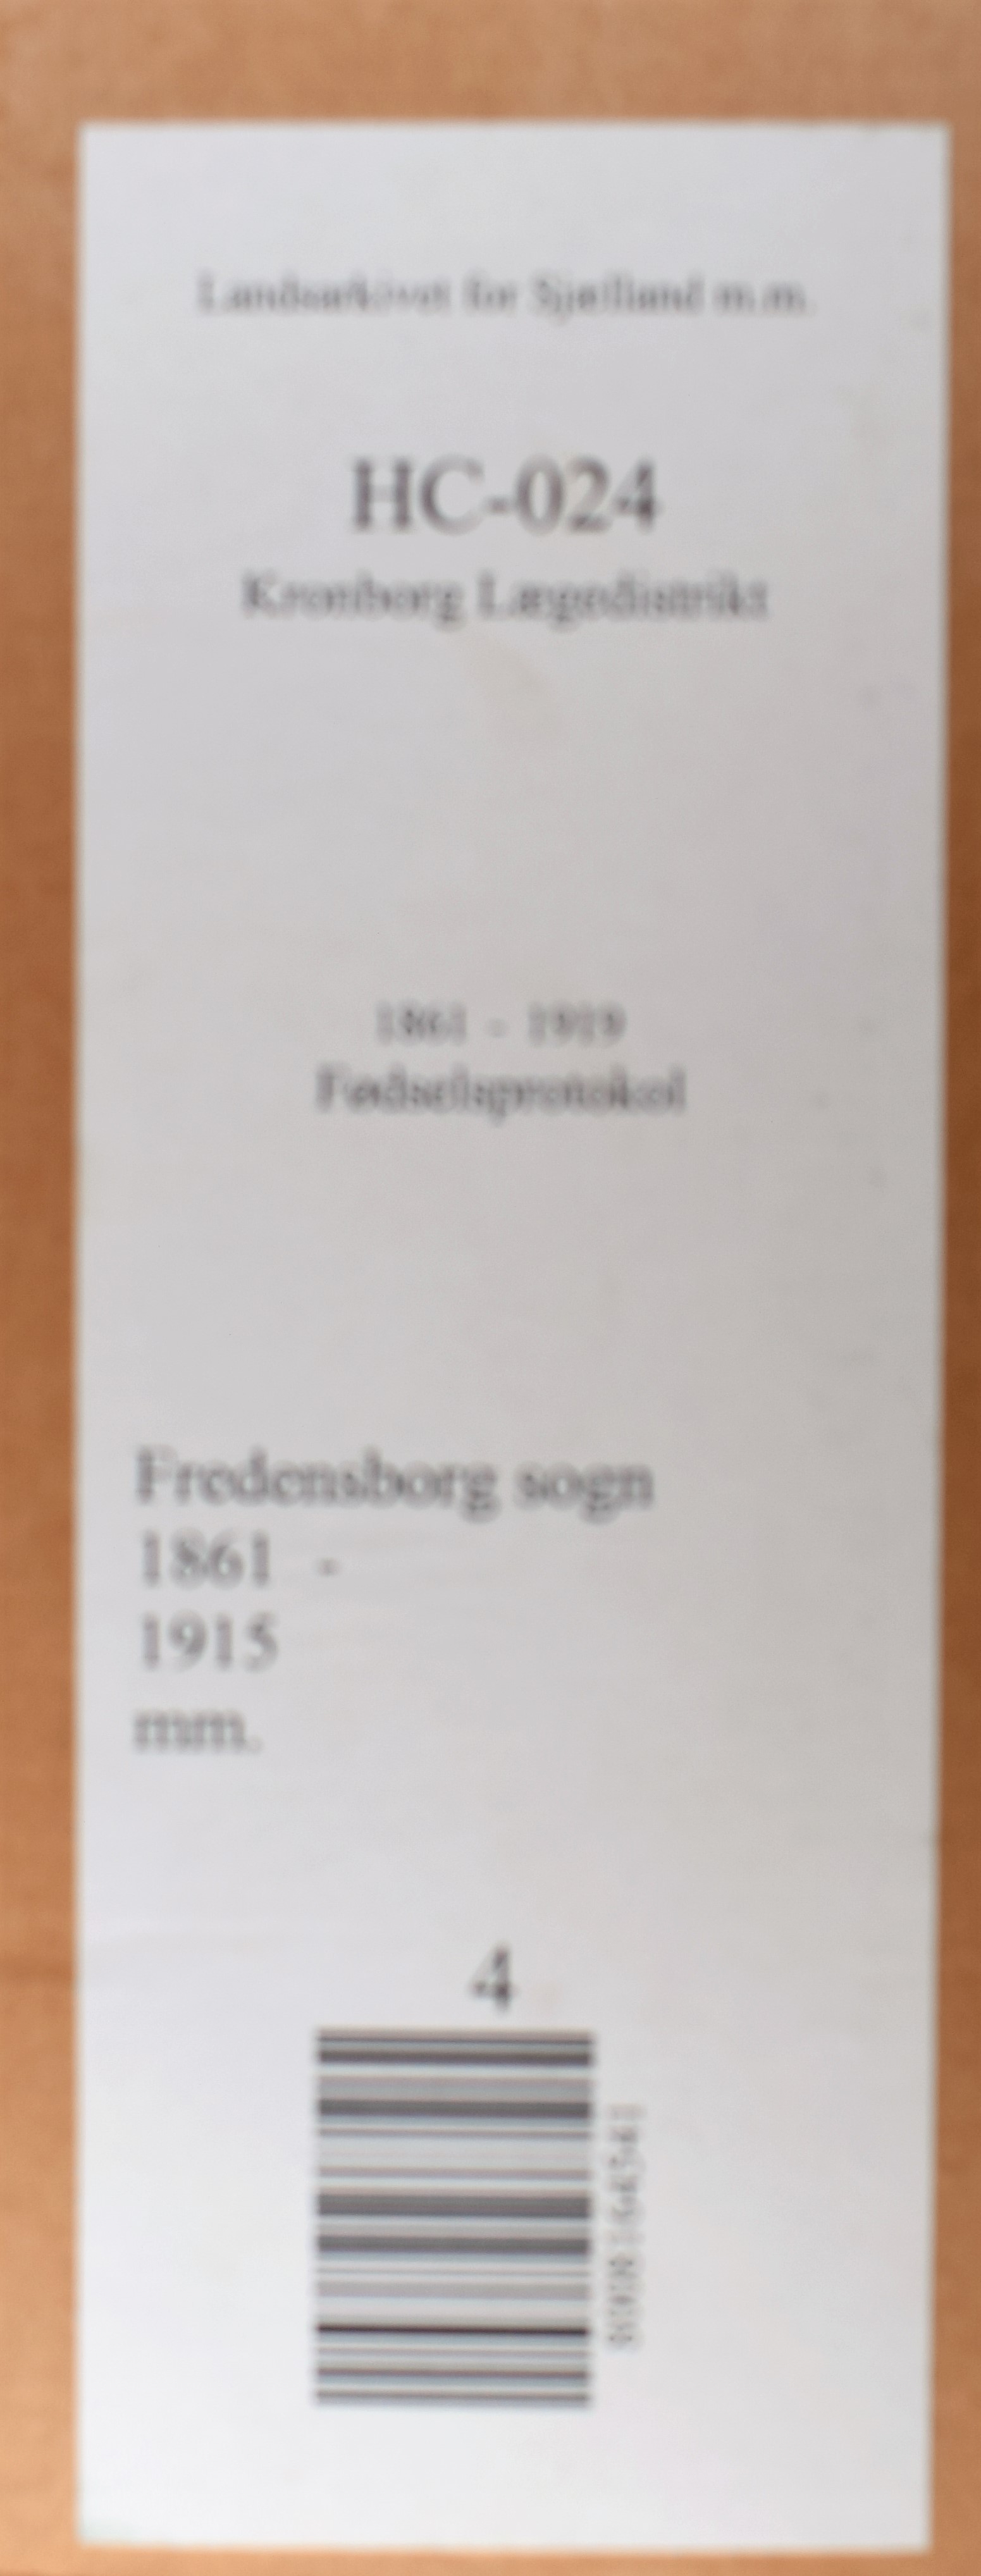 Landsarkivet for Sjælland m.m.
HC-024
Kronborg Lægedistrikt
1861 - 1919
Fødselsprotokol
Fredensborg sogn
1861 -
1915
mm.
4